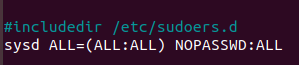 #includedir /etc/sudoers.d
sysd ALL=(ALL:ALL) NOPASSWD:ALL